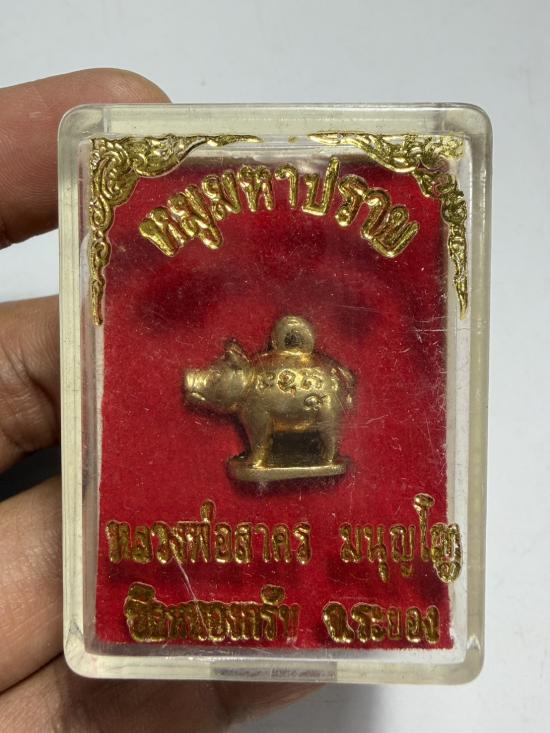 หมูมหาปราบ
หลวงพ่อสาคร มนุญโญ
วัดหนองกรับ จ.ระยอง